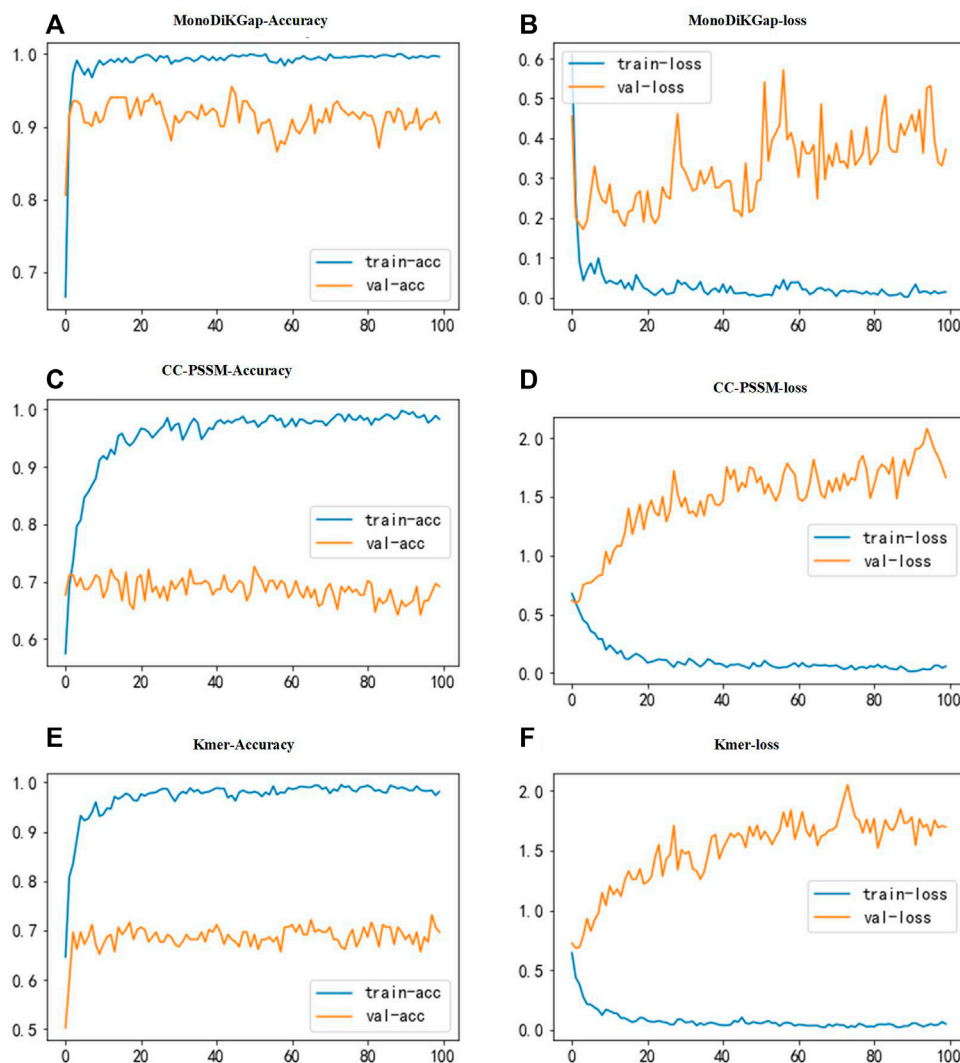 A
MonoDiKGap-Accuracy
1.0
0.9
0.8
0.7
train-acc
val-acc
0
20
40
60
80
100
B
MonoDiKGap-loss
0.6
0.5
0.4
0.3
0.2
0.1
0.0
train-loss
val-loss
0
20
40
60
80
100
C
CC-PSSM-Accuracy
1.0
0.9
0.8
0.7
0.6
train-acc
val-acc
0
20
40
60
80
100
D
CC-PSSM-loss
2.0
1.5
1.0
0.5
0.0
train-loss
val-loss
0
20
40
60
80
100
E
Kmer-Accuracy
1.0
0.9
0.8
0.7
0.6
0.5
train-acc
val-acc
0
20
40
60
80
100
F
Kmer-loss
2.0
1.5
1.0
0.5
0.0
train-loss
val-loss
0
20
40
60
80
100